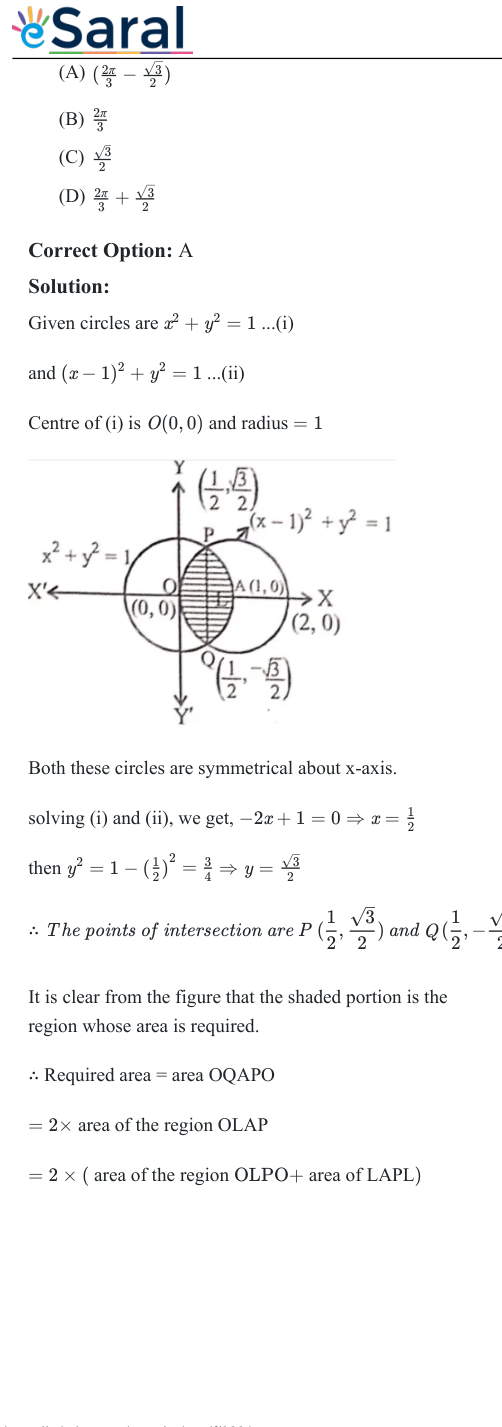 eSaral
(A) (2π/3 − √3/2)
(B) 2π/3
(C) √3/2
(D) 2π/3 + √3/2
Correct Option: A
Solution:
Given circles are x² + y² = 1 ...(i)
and (x − 1)² + y² = 1 ...(ii)
Centre of (i) is O(0, 0) and radius = 1
Y
(1/2, √3/2)
P
(x − 1)² + y² = 1
x² + y² = 1
X'
O
A (1, 0)
L
X
(0, 0)
(2, 0)
Q
(1/2, −√3/2)
Y'
Both these circles are symmetrical about x-axis.
solving (i) and (ii), we get, −2x + 1 = 0 ⇒ x = 1/2
then y² = 1 − (1/2)² = 3/4 ⇒ y = √3/2
∴ The points of intersection are P (1/2, √3/2) and Q(1/2, −√
It is clear from the figure that the shaded portion is the
region whose area is required.
∴ Required area = area OQAPO
= 2× area of the region OLAP
= 2 × ( area of the region OLPO+ area of LAPL)